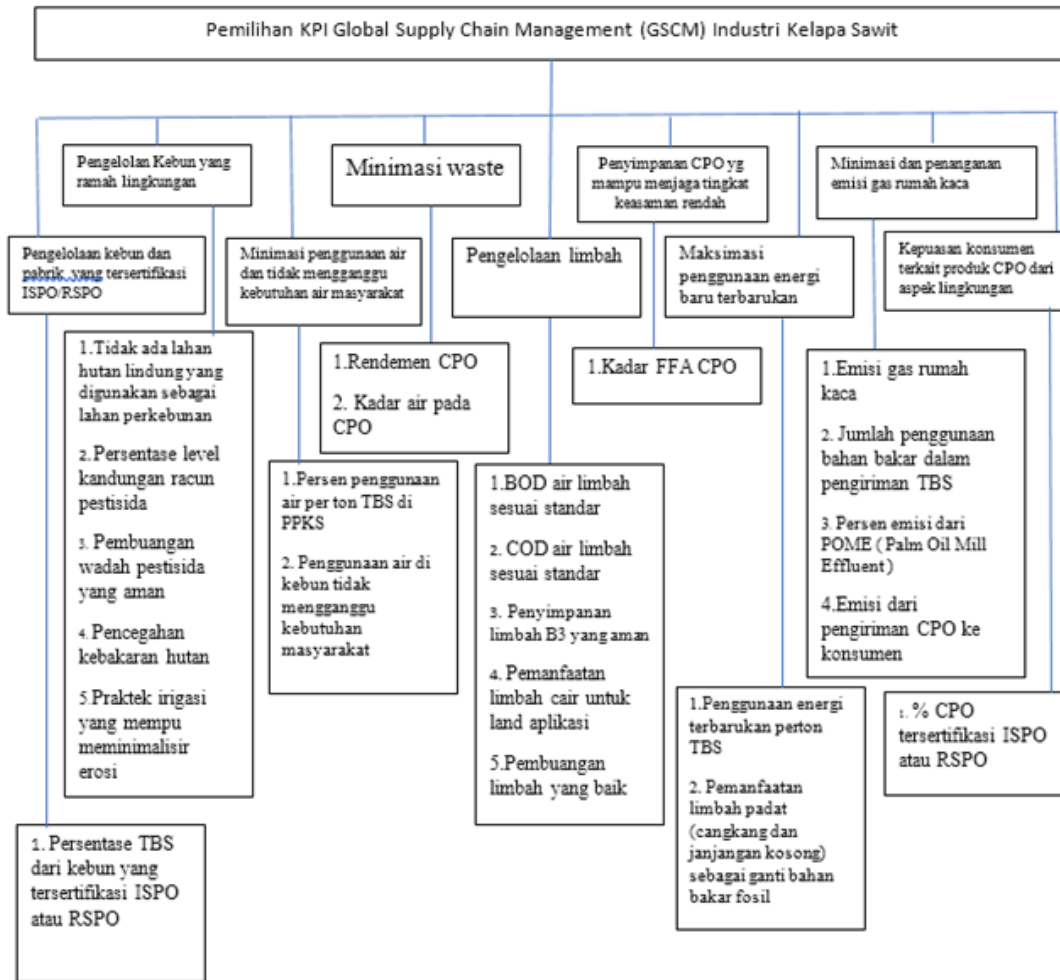 Pemilihan KPI Global Supply Chain Management (GSCM) Industri Kelapa Sawit
Pengelolan Kebun yang
ramah lingkungan
Minimasi waste
Penyimpanan CPO yg
mampu menjaga tingkat
keasaman rendah
Minimasi dan penanganan
emisi gas rumah kaca
Pengelolaan kebun dan
pabrik yang tersertifikasi
ISPO/RSPO
Minimasi penggunaan air
dan tidak mengganggu
kebutuhan air masyarakat
Pengelolaan limbah
Maksimasi
penggunaan energi
baru terbarukan
Kepuasan konsumen
terkait produk CPO dari
aspek lingkungan
1.Tidak ada lahan
hutan lindung yang
digunakan sebagai
lahan perkebunan
2. Persentase level
kandungan racun
pestisida
3. Pembuangan
wadah pestisida
yang aman
4. Pencegahan
kebakaran hutan
5.Praktek irigasi
yang mempu
meminimalisir
erosi
1.Rendemen CPO
2. Kadar air pada
CPO
1.Kadar FFA CPO
1.Emisi gas rumah
kaca
2. Jumlah penggunaan
bahan bakar dalam
pengiriman TBS
3. Persen emisi dari
POME ( Palm Oil Mill
Effluent )
4.Emisi dari
pengiriman CPO ke
konsumen
1.Persen penggunaan
air per ton TBS di
PPKS
2. Penggunaan air di
kebun tidak
mengganggu
kebutuhan
masyarakat
1.BOD air limbah
sesuai standar
2. COD air limbah
sesuai standar
3. Penyimpanan
limbah B3 yang aman
4. Pemanfaatan
limbah cair untuk
land aplikasi
5.Pembuangan
limbah yang baik
1.Penggunaan energi
terbarukan perton
TBS
2. Pemanfaatan
limbah padat
(cangkang dan
janjangan kosong)
sebagai ganti bahan
bakar fosil
1. % CPO
tersertifikasi ISPO
atau RSPO
1. Persentase TBS
dari kebun yang
tersertifikasi ISPO
atau RSPO